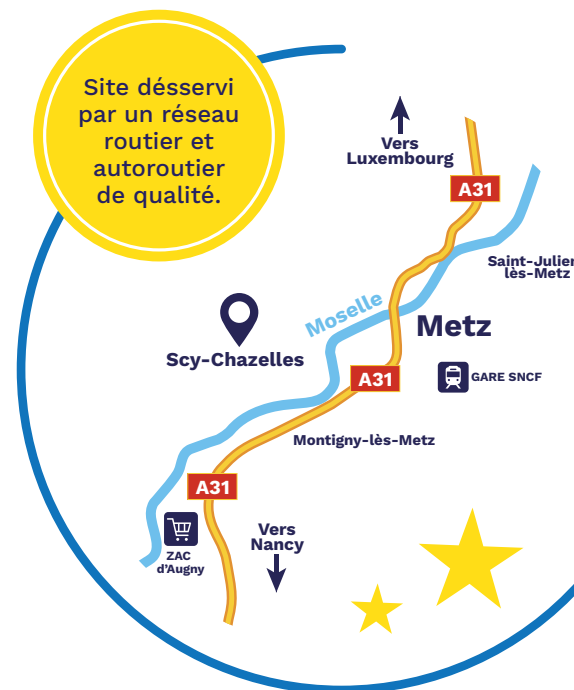 Site désservi
par un réseau
routier et
autoroutier
de qualité.
Vers
Luxembourg
A31
Saint-Julien
lès-Metz
Moselle
Metz
Scy-Chazelles
A31
GARE SNCF
Montigny-lès-Metz
A31
Vers
Nancy
ZAC
d'Augny